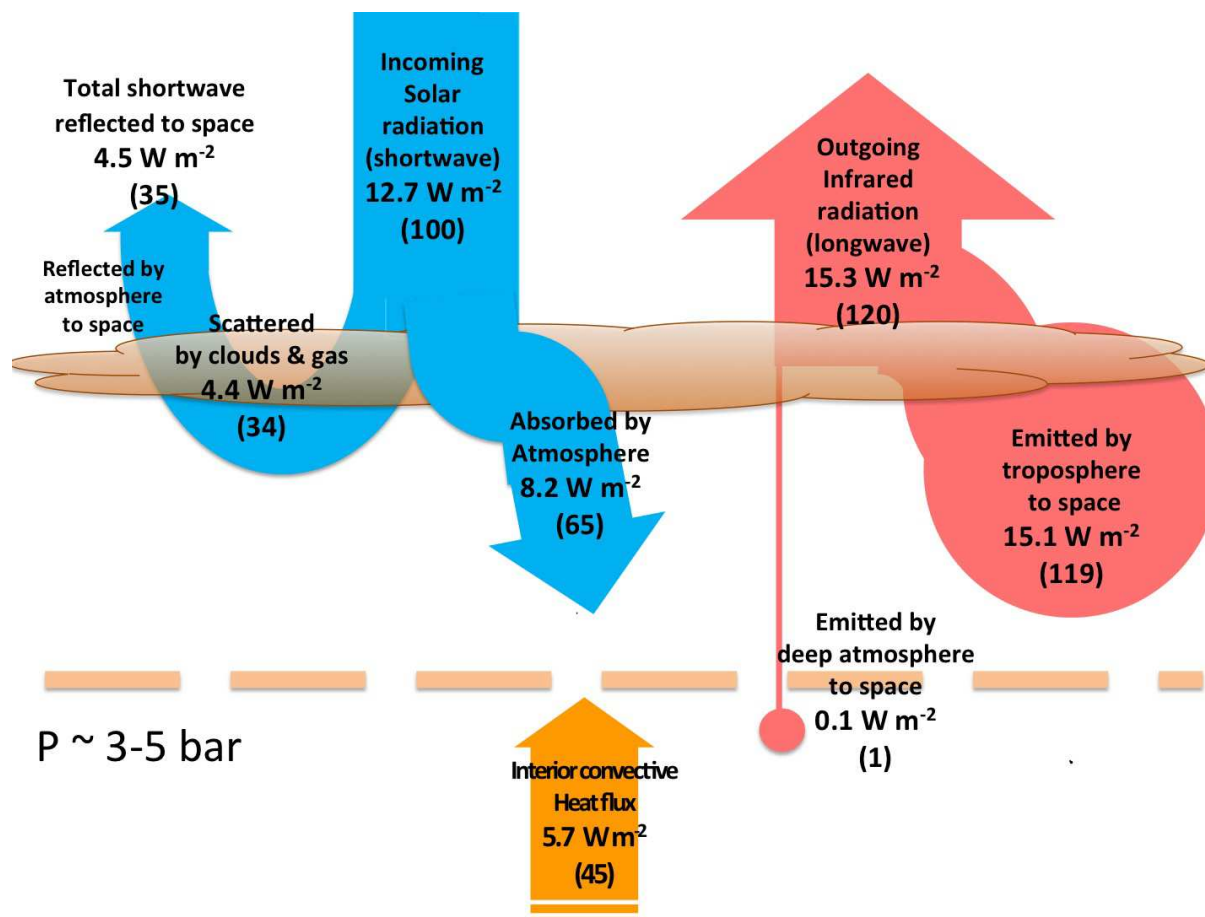 Total shortwave
reflected to space
4.5 W m-2
(35)
Incoming
Solar
radiation
(shortwave)
12.7 W m-2
(100)
Outgoing
Infrared
radiation
(longwave)
15.3 W m-2
(120)
Reflected by
atmosphere
to space
Scattered
by clouds & gas
4.4 W m-2
(34)
Absorbed by
Atmosphere
8.2 W m-2
(65)
Emitted by
troposphere
to space
15.1 W m-2
(119)
Emitted by
deep atmosphere
to space
0.1 W m-2
(1)
P ~ 3-5 bar
Interior convective
Heat flux
5.7 W m-2
(45)